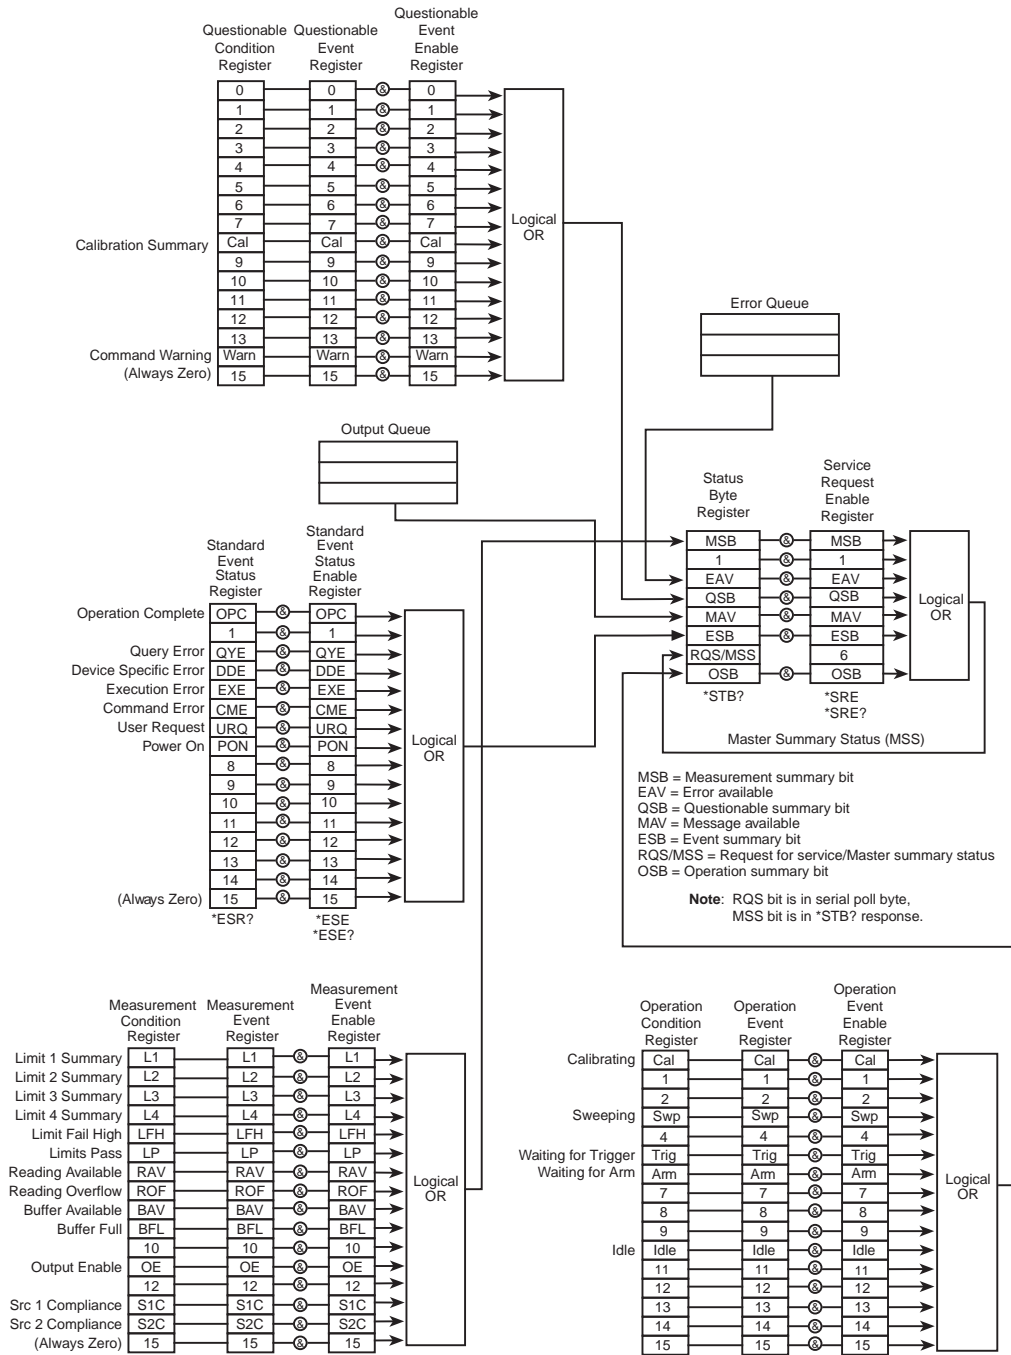 Questionable Condition Register
Questionable Event Register
Questionable Event Enable Register
0 0 & 0
1 1 & 1
2 2 & 2
3 3 & 3
4 4 & 4
5 5 & 5
6 6 & 6
7 7 & 7
Calibration Summary Cal Cal & Cal
9 9 & 9
10 10 & 10
11 11 & 11
12 12 & 12
13 13 & 13
Command Warning Warn Warn & Warn
(Always Zero) 15 15 & 15
Logical OR
Error Queue
Output Queue
Status Byte Register
Service Request Enable Register
MSB & MSB
1 & 1
EAV & EAV
QSB & QSB
MAV & MAV
ESB & ESB
RQS/MSS 6
OSB & OSB
*STB?
*SRE
*SRE?
Logical OR
Master Summary Status (MSS)
MSB = Measurement summary bit
EAV = Error available
QSB = Questionable summary bit
MAV = Message available
ESB = Event summary bit
RQS/MSS = Request for service/Master summary status
OSB = Operation summary bit
Note: RQS bit is in serial poll byte,
MSS bit is in *STB? response.
Standard Event Status Register
Standard Event Status Enable Register
Operation Complete OPC & OPC
1 & 1
Query Error QYE & QYE
Device Specific Error DDE & DDE
Execution Error EXE & EXE
Command Error CME & CME
User Request URQ & URQ
Power On PON & PON
8 & 8
9 & 9
10 & 10
11 & 11
12 & 12
13 & 13
14 & 14
(Always Zero) 15 & 15
*ESR?
*ESE
*ESE?
Logical OR
Measurement Condition Register
Measurement Event Register
Measurement Event Enable Register
Limit 1 Summary L1 L1 & L1
Limit 2 Summary L2 L2 & L2
Limit 3 Summary L3 L3 & L3
Limit 4 Summary L4 L4 & L4
Limit Fail High LFH LFH & LFH
Limits Pass LP LP & LP
Reading Available RAV RAV & RAV
Reading Overflow ROF ROF & ROF
Buffer Available BAV BAV & BAV
Buffer Full BFL BFL & BFL
10 10 & 10
Output Enable OE OE & OE
12 12 & 12
Src 1 Compliance S1C S1C & S1C
Src 2 Compliance S2C S2C & S2C
(Always Zero) 15 15 & 15
Logical OR
Operation Condition Register
Operation Event Register
Operation Event Enable Register
Calibrating Cal Cal & Cal
1 1 & 1
2 2 & 2
Sweeping Swp Swp & Swp
4 4 & 4
Waiting for Trigger Trig Trig & Trig
Waiting for Arm Arm Arm & Arm
7 7 & 7
8 8 & 8
9 9 & 9
Idle Idle Idle & Idle
11 11 & 11
12 12 & 12
13 13 & 13
14 14 & 14
15 15 & 15
Logical OR